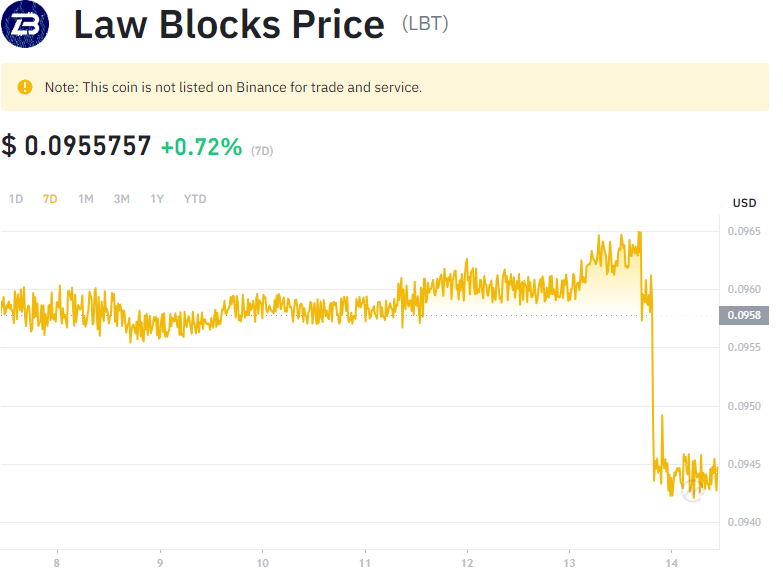 Law Blocks Price (LBT)
Note: This coin is not listed on Binance for trade and service.
$ 0.0955757 +0.72% (7D)
1D 7D 1M 3M 1Y YTD
USD
0.0965
0.0960
0.0958
0.0955
0.0950
0.0945
0.0940
8 9 10 11 12 13 14